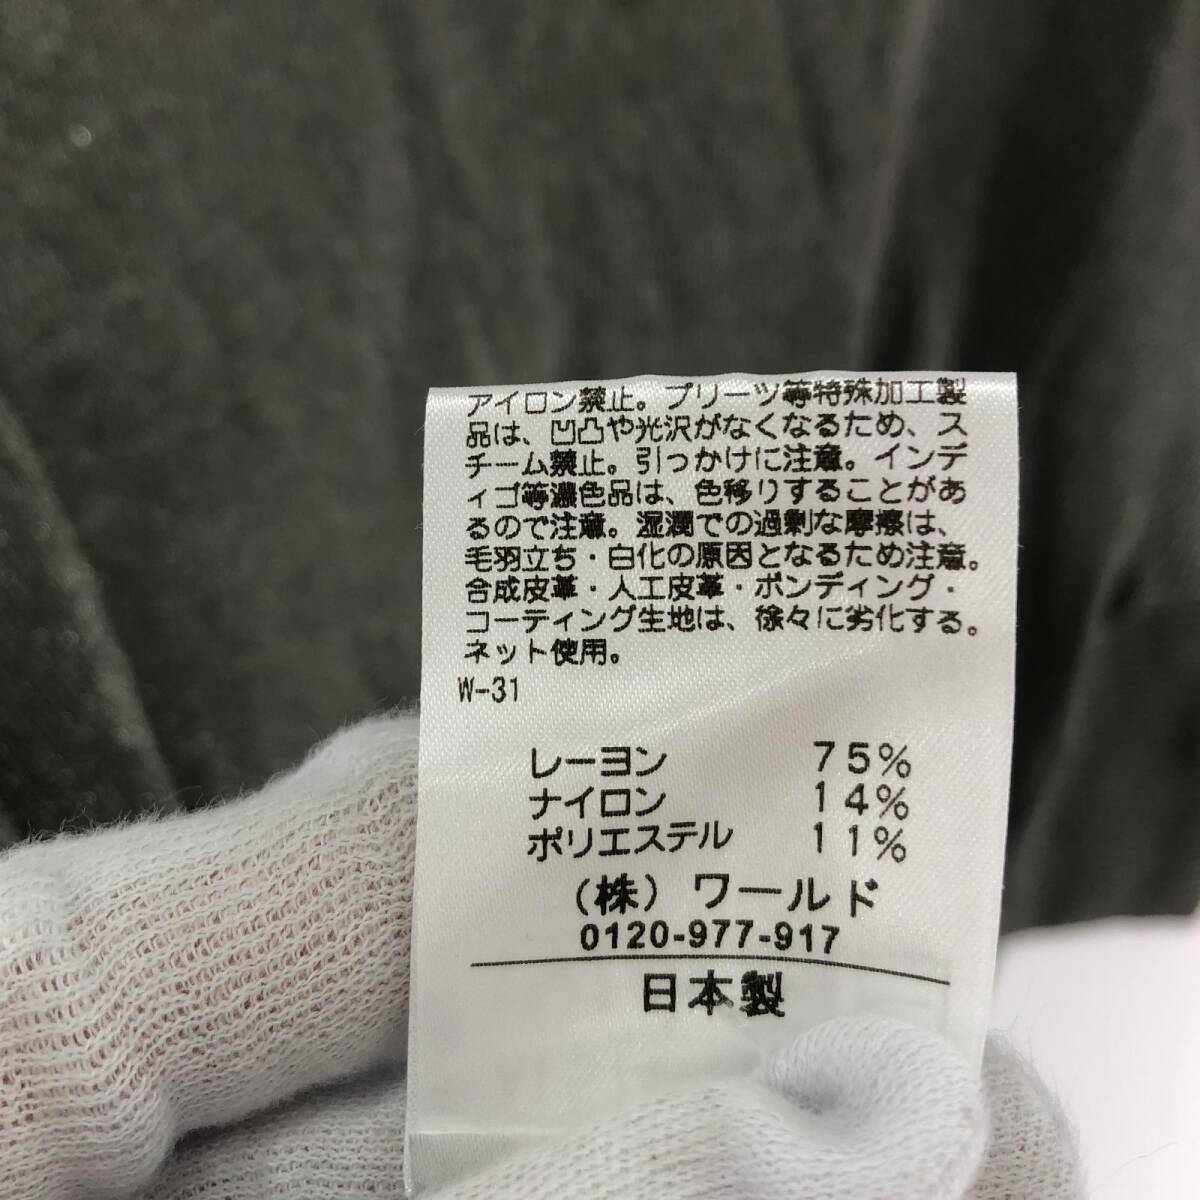 アイロン禁止。プリーツ等特殊加工製
品は、凹凸や光沢がなくなるため、ス
チーム禁止。引っかけに注意。インデ
ィゴ等濃色品は、色移りすることがあ
るので注意。湿潤での過剰な摩擦は、
毛羽立ち・白化の原因となるため注意。
合成皮革・人工皮革・ボンディング・
コーティング生地は、徐々に劣化する。
ネット使用。
W-31
レーヨン 75%
ナイロン 14%
ポリエステル 11%
(株) ワールド
0120-977-917
日本製